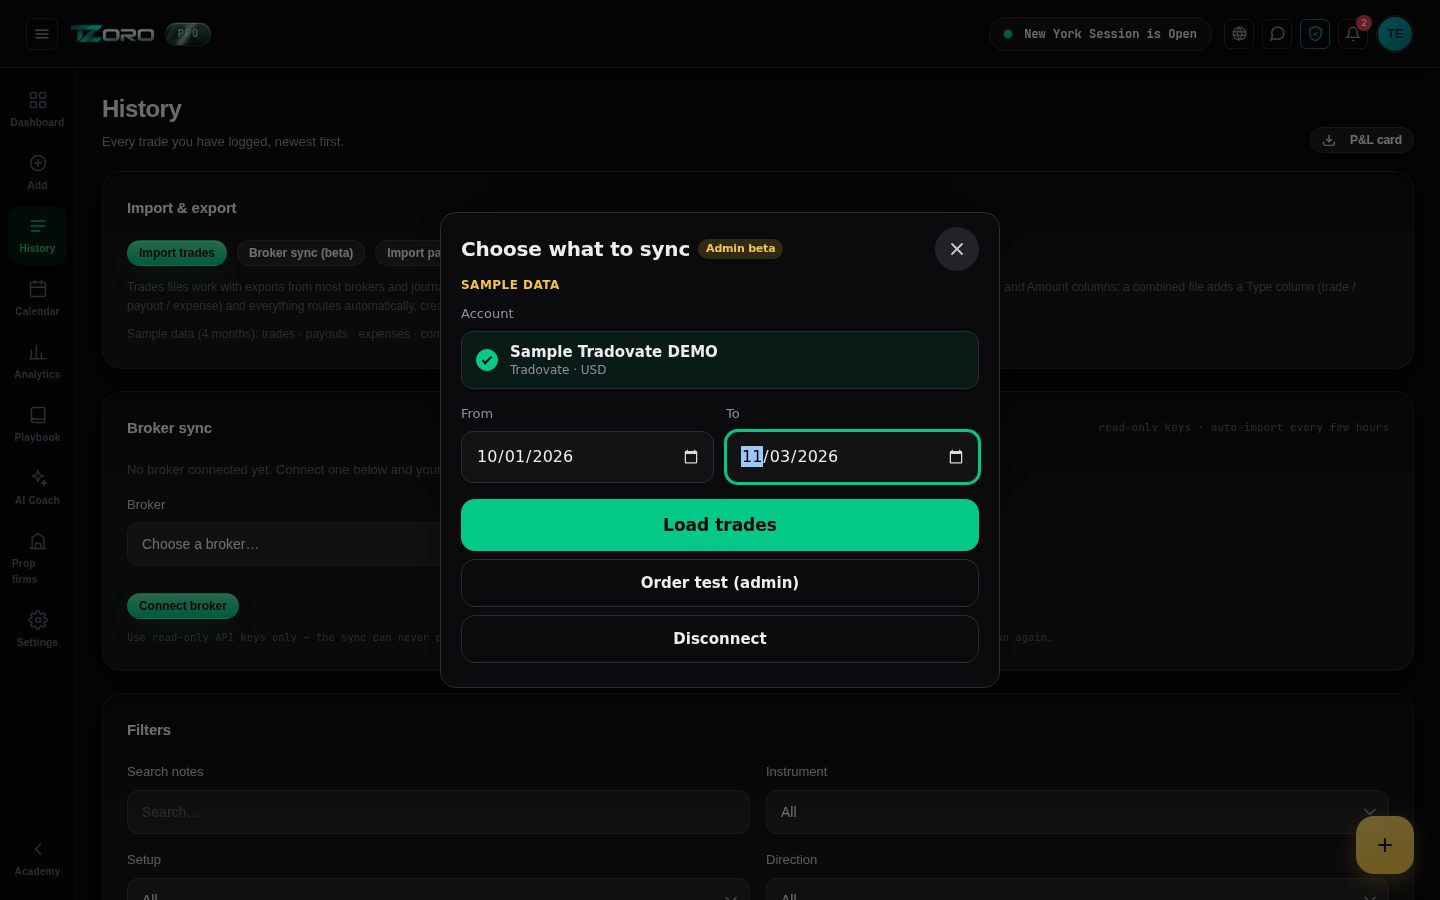 TZORO
PRO
New York Session is Open
2
TE
Dashboard
Add
History
Calendar
Analytics
Playbook
AI Coach
Prop
firms
Settings
Academy
History
Every trade you have logged, newest first.
P&L card
Import & export
Import trades
Broker sync (beta)
Import pa
Trades files work with exports from most brokers and journa
and Amount columns; a combined file adds a Type column (trade /
payout / expense) and everything routes automatically, crea
Sample data (4 months): trades · payouts · expenses · com
Broker sync
read-only keys · auto-import every few hours
No broker connected yet. Connect one below and your
Broker
Choose a broker…
Connect broker
Use read-only API keys only — the sync can never p
n again.
Choose what to sync
Admin beta
SAMPLE DATA
Account
Sample Tradovate DEMO
Tradovate · USD
From
To
10/01/2026
11/03/2026
Load trades
Order test (admin)
Disconnect
Filters
Search notes
Instrument
Search…
All
Setup
Direction
All
All